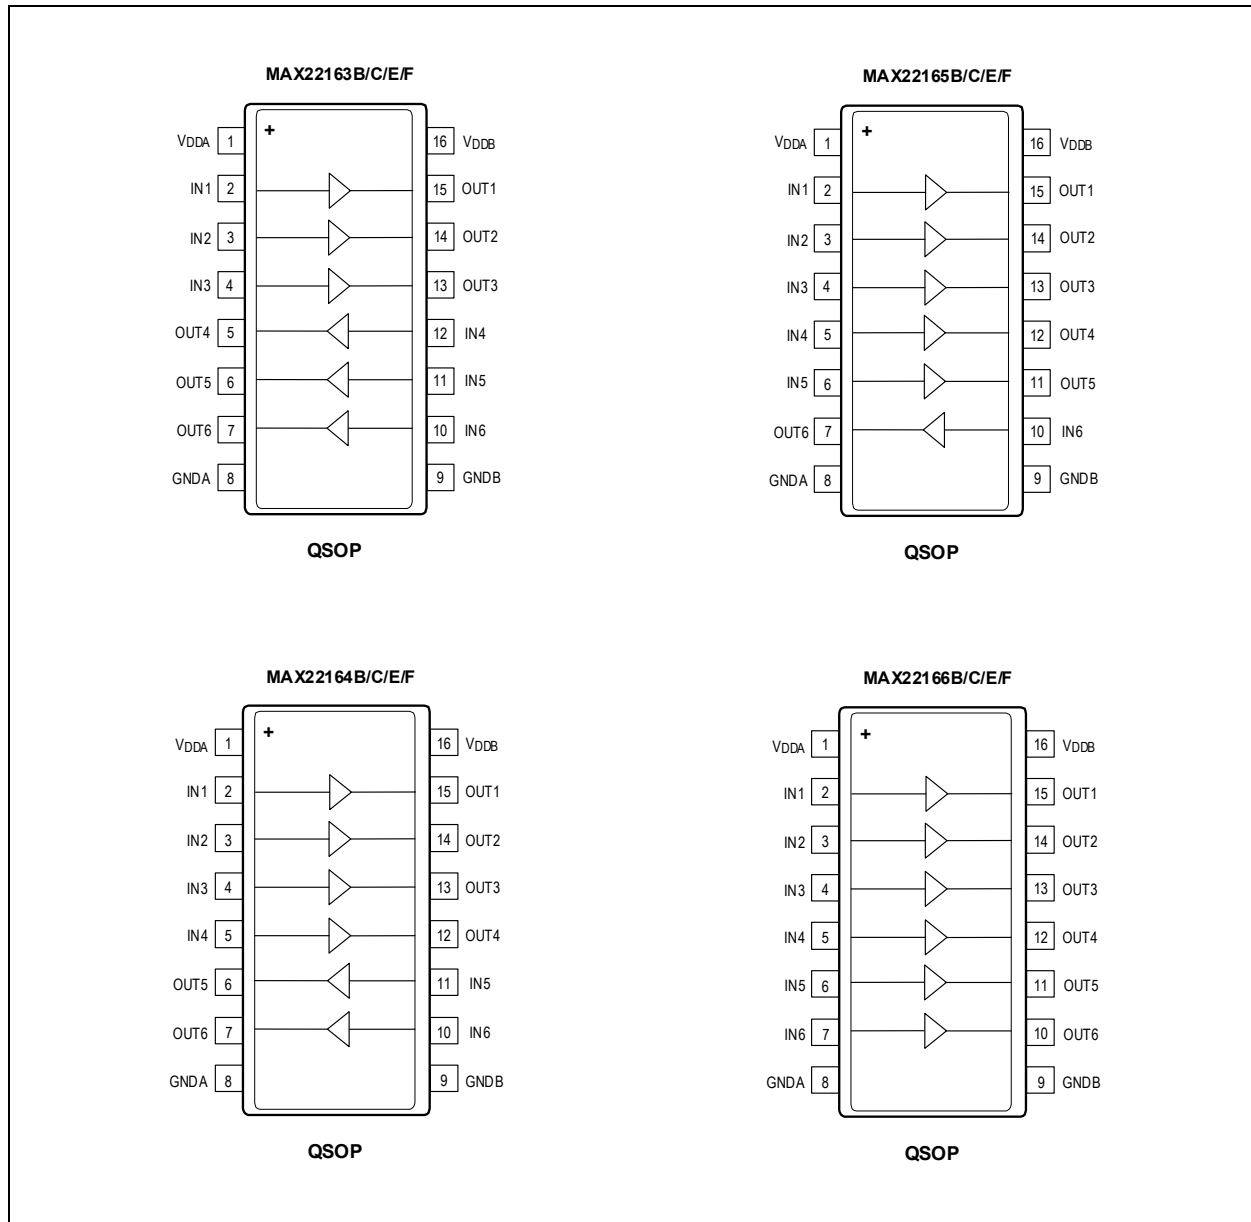 MAX22163B/C/E/F
VDDA 1 + 16 VDDB
IN1 2 15 OUT1
IN2 3 14 OUT2
IN3 4 13 OUT3
OUT4 5 12 IN4
OUT5 6 11 IN5
OUT6 7 10 IN6
GNDA 8 9 GNDB
QSOP
MAX22165B/C/E/F
VDDA 1 + 16 VDDB
IN1 2 15 OUT1
IN2 3 14 OUT2
IN3 4 13 OUT3
IN4 5 12 OUT4
IN5 6 11 OUT5
OUT6 7 10 IN6
GNDA 8 9 GNDB
QSOP
MAX22164B/C/E/F
VDDA 1 + 16 VDDB
IN1 2 15 OUT1
IN2 3 14 OUT2
IN3 4 13 OUT3
IN4 5 12 OUT4
OUT5 6 11 IN5
OUT6 7 10 IN6
GNDA 8 9 GNDB
QSOP
MAX22166B/C/E/F
VDDA 1 + 16 VDDB
IN1 2 15 OUT1
IN2 3 14 OUT2
IN3 4 13 OUT3
IN4 5 12 OUT4
IN5 6 11 OUT5
IN6 7 10 OUT6
GNDA 8 9 GNDB
QSOP